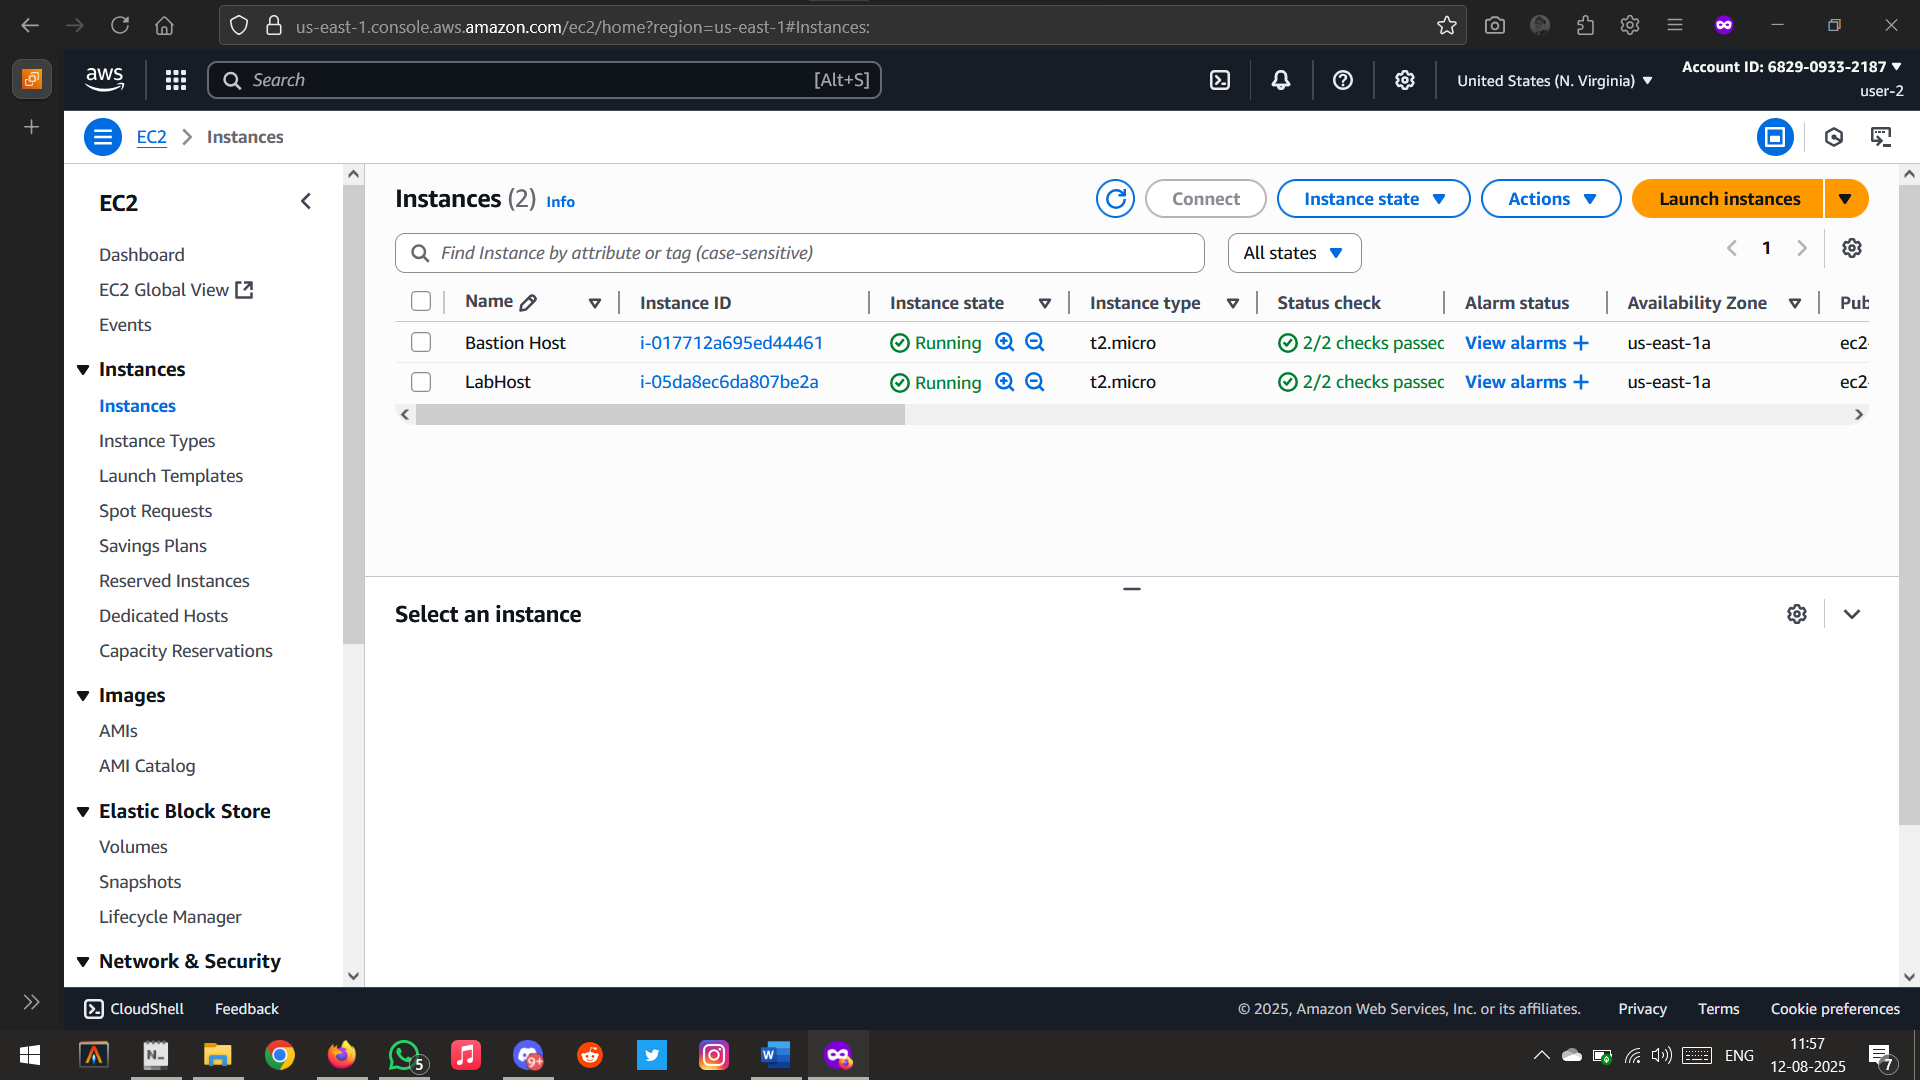 us-east-1.console.aws.amazon.com/ec2/home?region=us-east-1#Instances:
aws
Search
[Alt+S]
United States (N. Virginia)
Account ID: 6829-0933-2187
user-2
EC2
Instances
EC2
Dashboard
EC2 Global View
Events
Instances
Instances
Instance Types
Launch Templates
Spot Requests
Savings Plans
Reserved Instances
Dedicated Hosts
Capacity Reservations
Images
AMIs
AMI Catalog
Elastic Block Store
Volumes
Snapshots
Lifecycle Manager
Network & Security
Instances (2) Info
Connect
Instance state
Actions
Launch instances
Find Instance by attribute or tag (case-sensitive)
All states
1
Name Instance ID Instance state Instance type Status check Alarm status Availability Zone Pub
Bastion Host i-017712a695ed44461 Running t2.micro 2/2 checks passec View alarms + us-east-1a ec2-
LabHost i-05da8ec6da807be2a Running t2.micro 2/2 checks passec View alarms + us-east-1a ec2-
Select an instance
CloudShell
Feedback
© 2025, Amazon Web Services, Inc. or its affiliates.
Privacy
Terms
Cookie preferences
N_
5
9+
W
ENG
11:57
12-08-2025
7